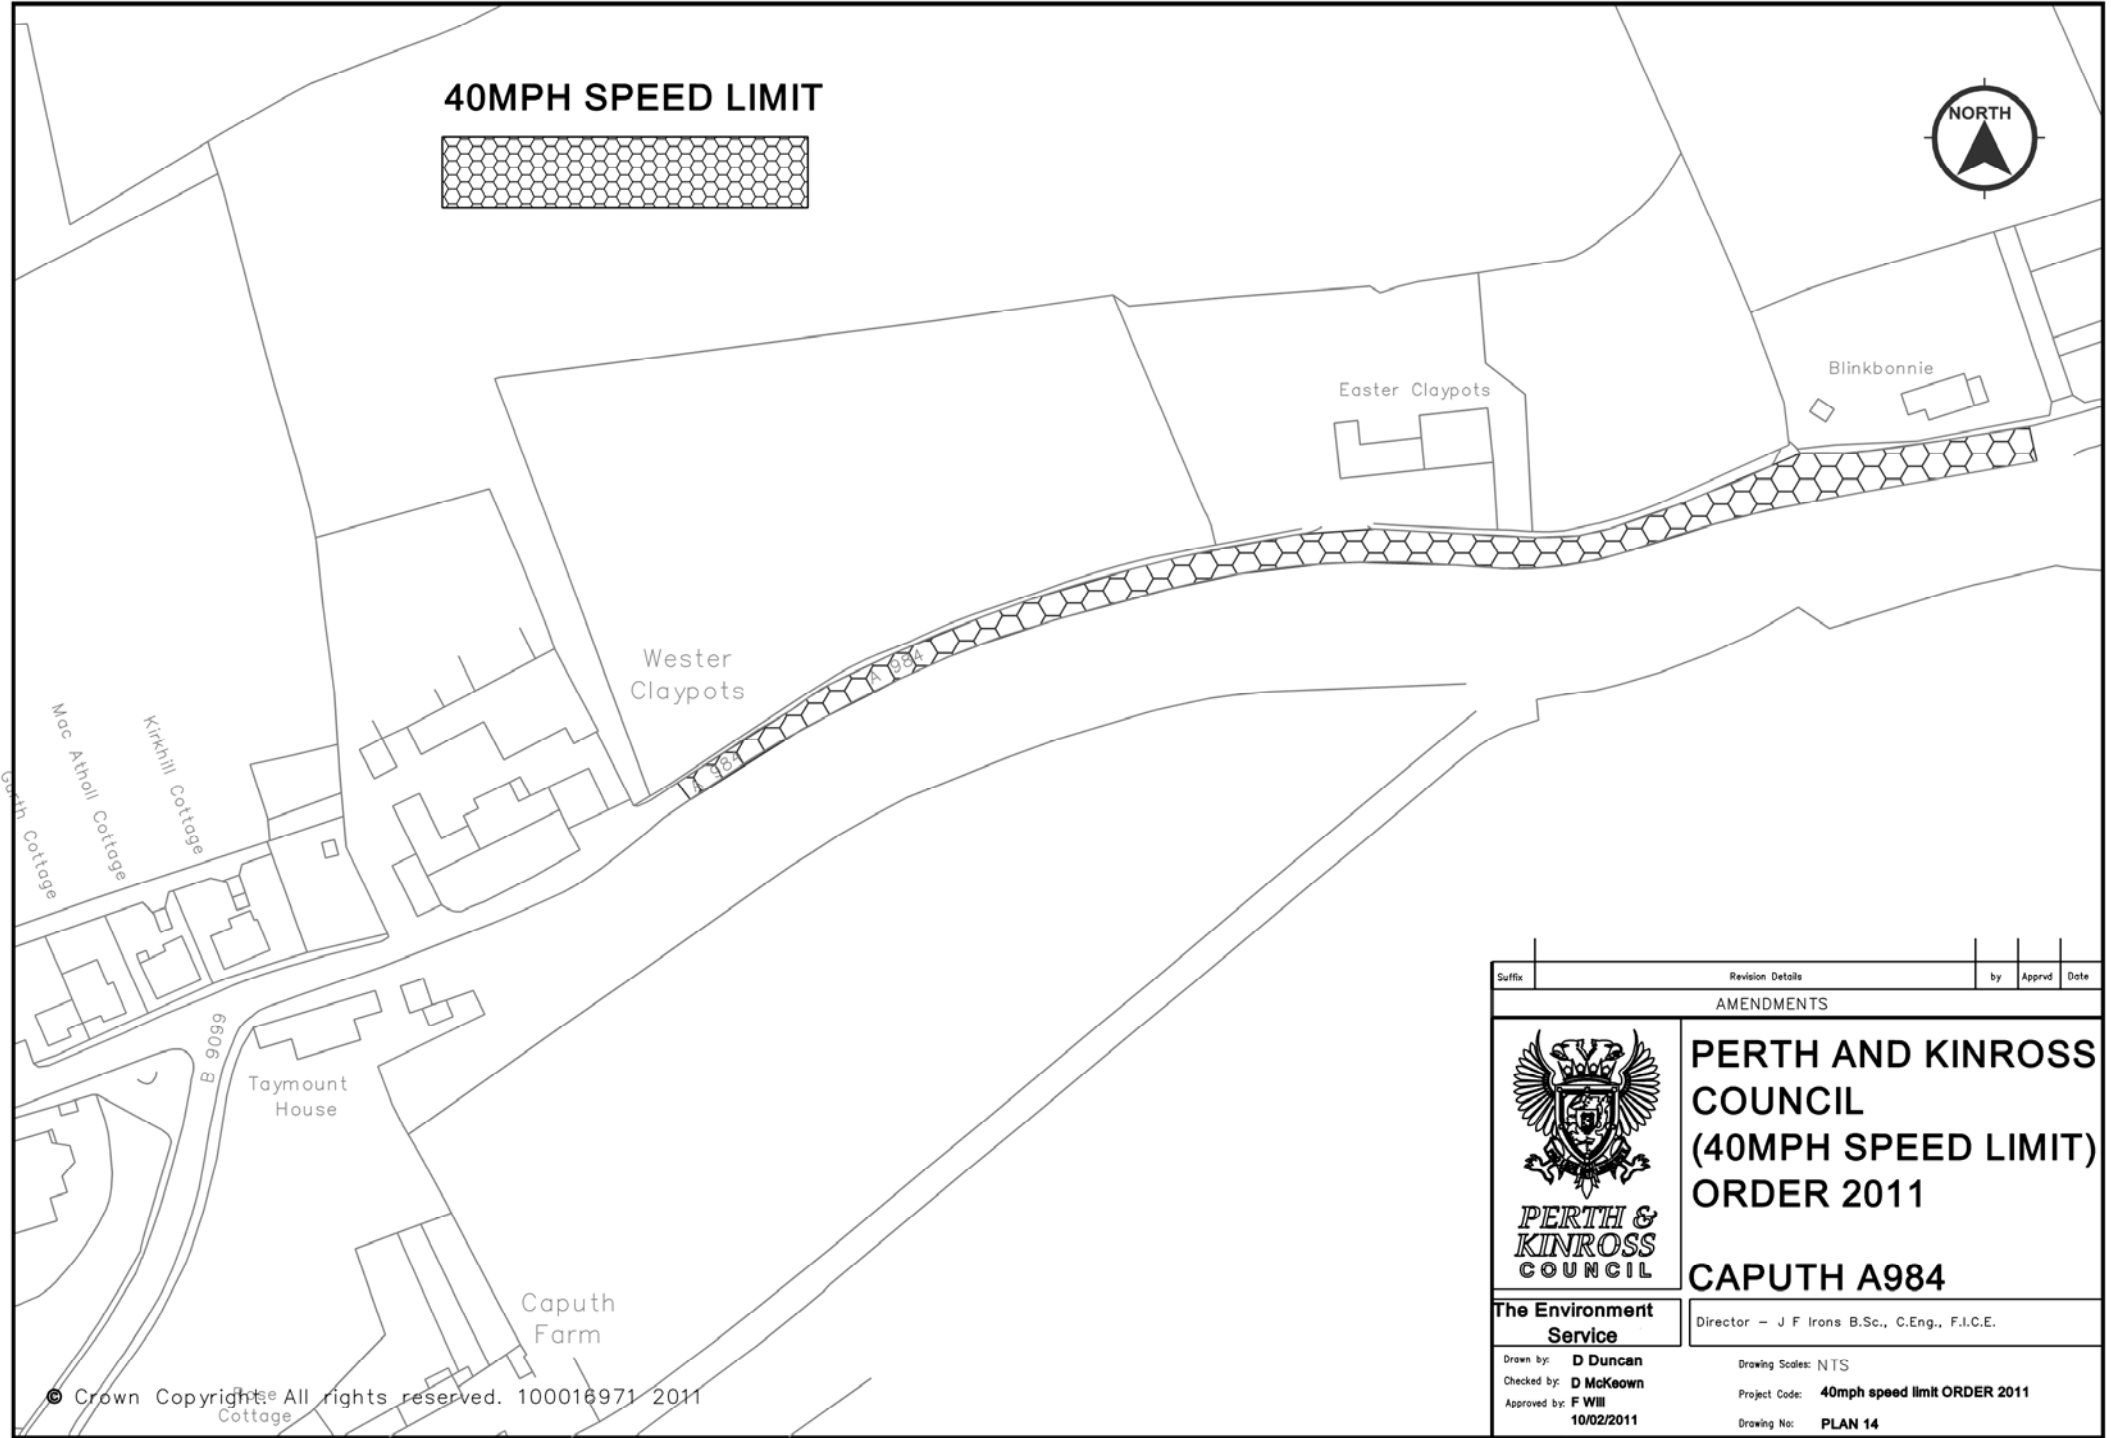 40MPH SPEED LIMIT
NORTH
Blinkbonnie
Easter Claypots
Wester
Claypots
A 984
A 984
Mac Atholl Cottage
Kirkhill Cottage
Garth Cottage
B 9099
Taymount
House
Caputh
Farm
Rose
Cottage
© Crown Copyright. All rights reserved. 100016971 2011
Suffix Revision Details by Apprvd Date
AMENDMENTS
PERTH AND KINROSS
COUNCIL
(40MPH SPEED LIMIT)
ORDER 2011
CAPUTH A984
PERTH &
KINROSS
COUNCIL
The Environment
Service
Director – J F Irons B.Sc., C.Eng., F.I.C.E.
Drawn by: D Duncan
Checked by: D McKeown
Approved by: F Will
10/02/2011
Drawing Scales: NTS
Project Code: 40mph speed limit ORDER 2011
Drawing No: PLAN 14